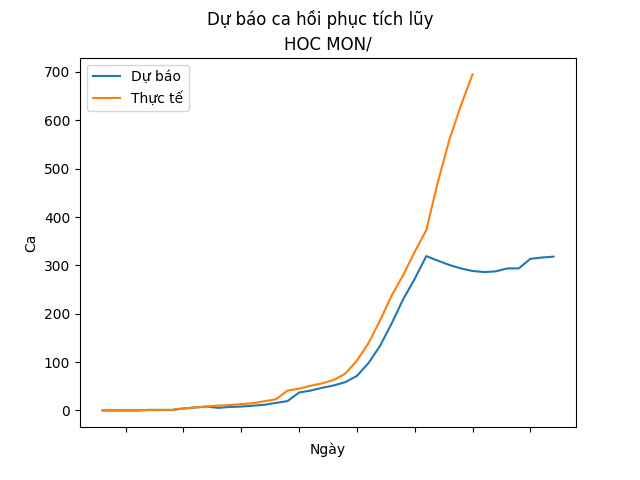 Dự báo ca hồi phục tích lũy
HOC MON/
Dự báo
Thực tế
700
600
500
400
300
200
100
0
Ca
Ngày